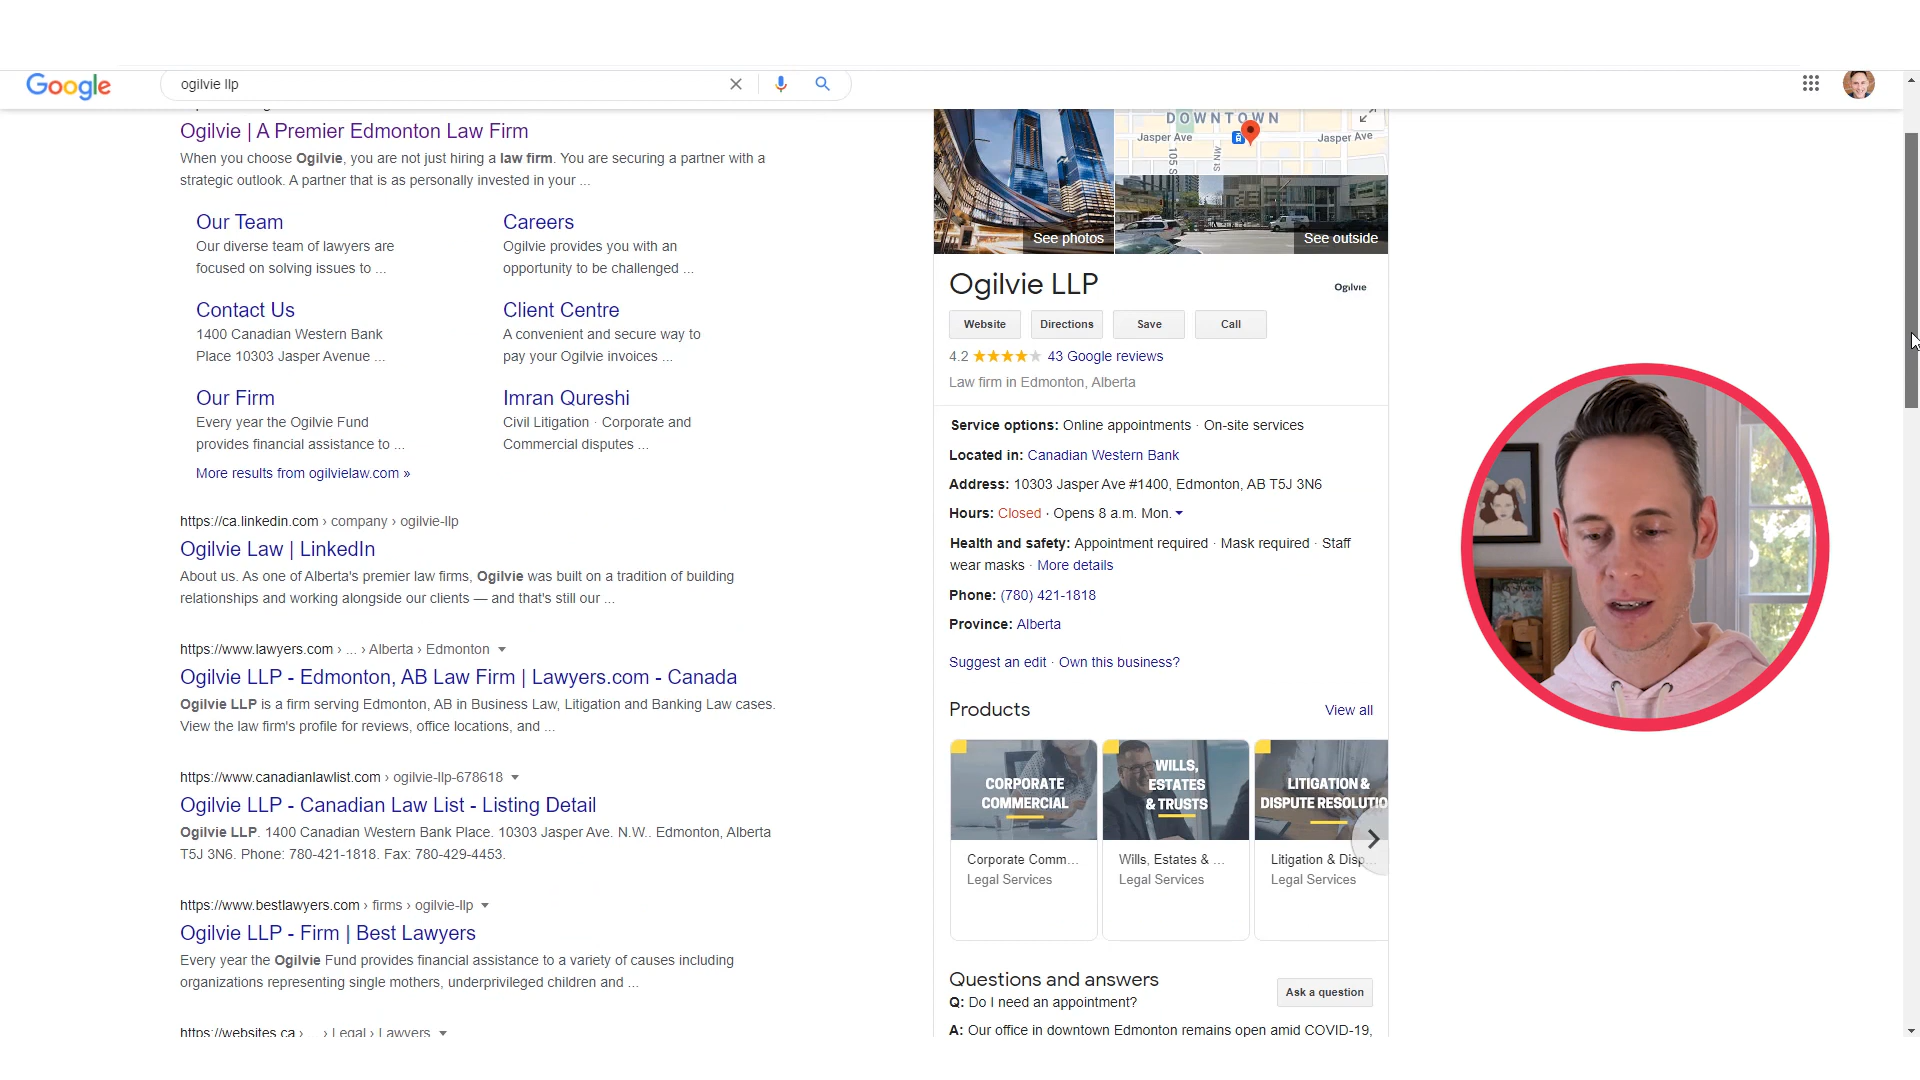 Google
ogilvie llp
Ogilvie | A Premier Edmonton Law Firm
When you choose Ogilvie, you are not just hiring a law firm. You are securing a partner with a
strategic outlook. A partner that is as personally invested in your ...
Our Team
Our diverse team of lawyers are
focused on solving issues to ...
Careers
Ogilvie provides you with an
opportunity to be challenged ...
Contact Us
1400 Canadian Western Bank
Place 10303 Jasper Avenue ...
Client Centre
A convenient and secure way to
pay your Ogilvie invoices ...
Our Firm
Every year the Ogilvie Fund
provides financial assistance to ...
Imran Qureshi
Civil Litigation · Corporate and
Commercial disputes ...
More results from ogilvielaw.com »
https://ca.linkedin.com › company › ogilvie-llp
Ogilvie Law | LinkedIn
About us. As one of Alberta's premier law firms, Ogilvie was built on a tradition of building
relationships and working alongside our clients — and that's still our ...
https://www.lawyers.com › ... › Alberta › Edmonton
Ogilvie LLP - Edmonton, AB Law Firm | Lawyers.com - Canada
Ogilvie LLP is a firm serving Edmonton, AB in Business Law, Litigation and Banking Law cases.
View the law firm's profile for reviews, office locations, and ...
https://www.canadianlawlist.com › ogilvie-llp-678618
Ogilvie LLP - Canadian Law List - Listing Detail
Ogilvie LLP. 1400 Canadian Western Bank Place. 10303 Jasper Ave. N.W.. Edmonton, Alberta
T5J 3N6. Phone: 780-421-1818. Fax: 780-429-4453.
https://www.bestlawyers.com › firms › ogilvie-llp
Ogilvie LLP - Firm | Best Lawyers
Every year the Ogilvie Fund provides financial assistance to a variety of causes including
organizations representing single mothers, underprivileged children and ...
https://websites.ca › ... › Legal › Lawyers
DOWNTOWN
Jasper Ave
Jasper Ave
105 S
St NW
See photos
See outside
Ogilvie LLP
Ogilvie
Website
Directions
Save
Call
4.2 43 Google reviews
Law firm in Edmonton, Alberta
Service options: Online appointments · On-site services
Located in: Canadian Western Bank
Address: 10303 Jasper Ave #1400, Edmonton, AB T5J 3N6
Hours: Closed · Opens 8 a.m. Mon.
Health and safety: Appointment required · Mask required · Staff
wear masks · More details
Phone: (780) 421-1818
Province: Alberta
Suggest an edit · Own this business?
Products
View all
CORPORATE
COMMERCIAL
WILLS,
ESTATES
& TRUSTS
LITIGATION &
DISPUTE RESOLUTIO
Corporate Comm...
Legal Services
Wills, Estates & ...
Legal Services
Litigation & Disp...
Legal Services
Questions and answers
Ask a question
Q: Do I need an appointment?
A: Our office in downtown Edmonton remains open amid COVID-19,